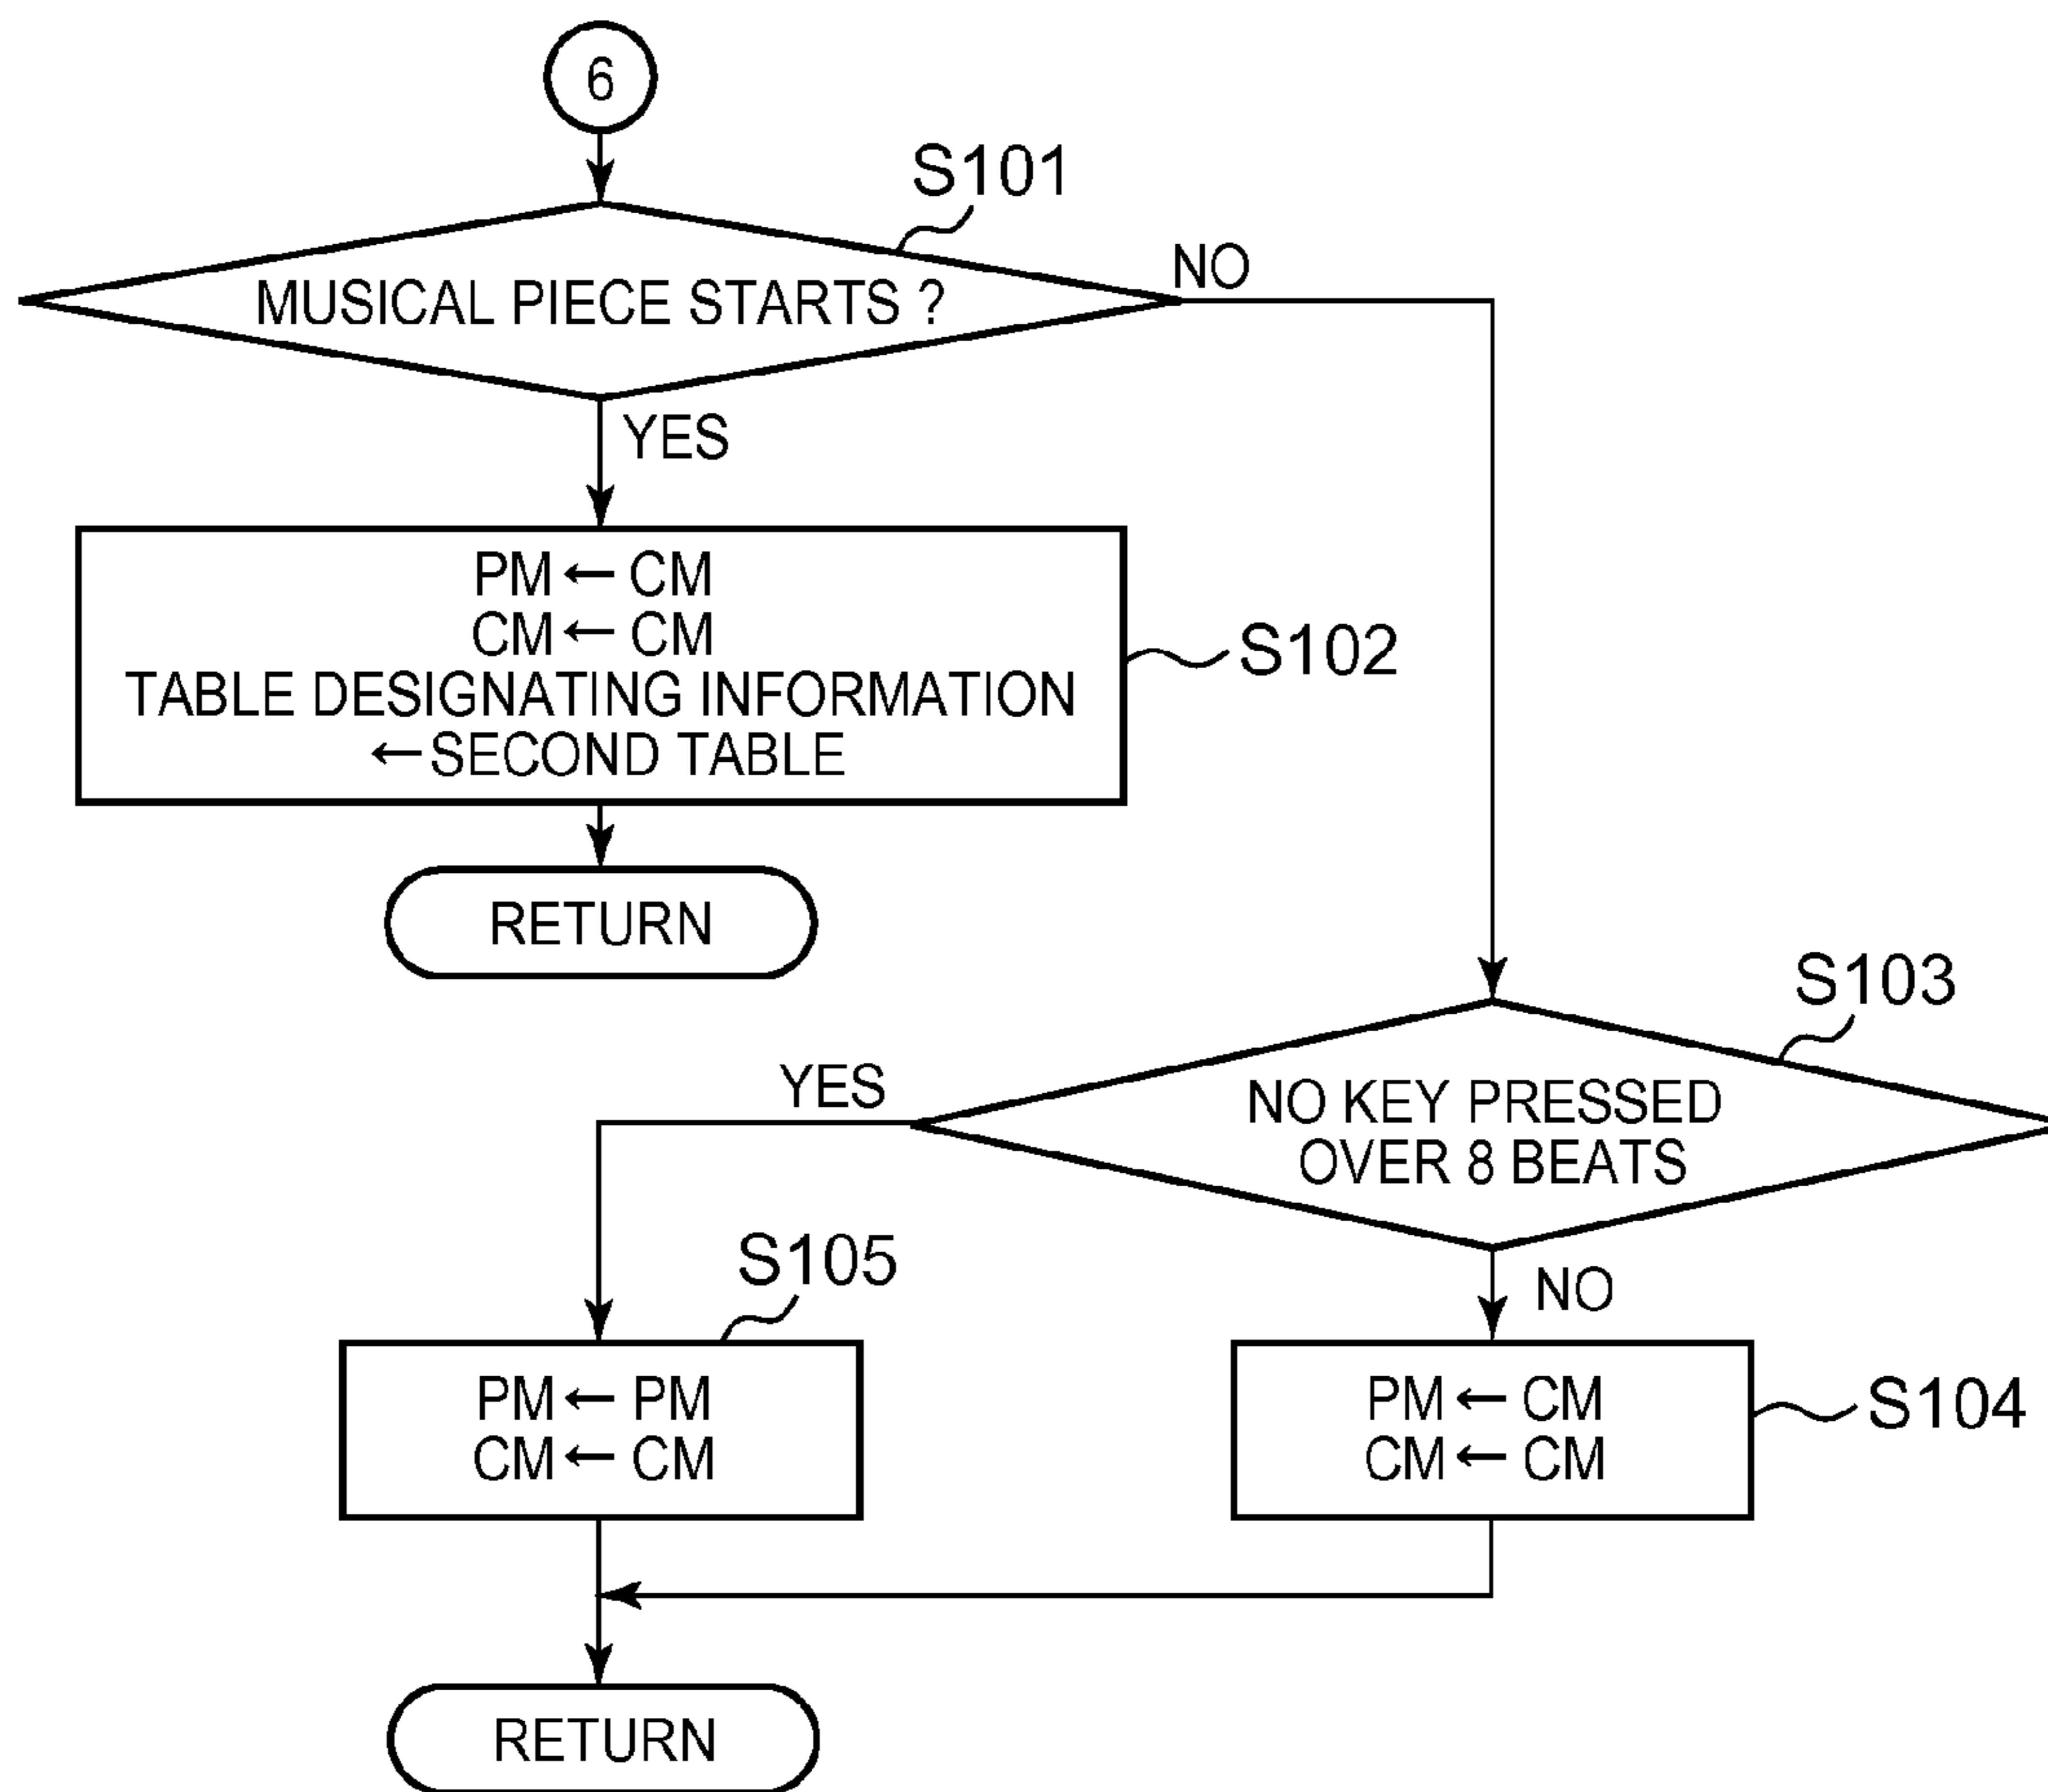 6
S101
MUSICAL PIECE STARTS ?
NO
YES
PM ← CM
CM ← CM
TABLE DESIGNATING INFORMATION
← SECOND TABLE
S102
RETURN
S103
NO KEY PRESSED
OVER 8 BEATS
YES
NO
S105
PM ← PM
CM ← CM
PM ← CM
CM ← CM
S104
RETURN